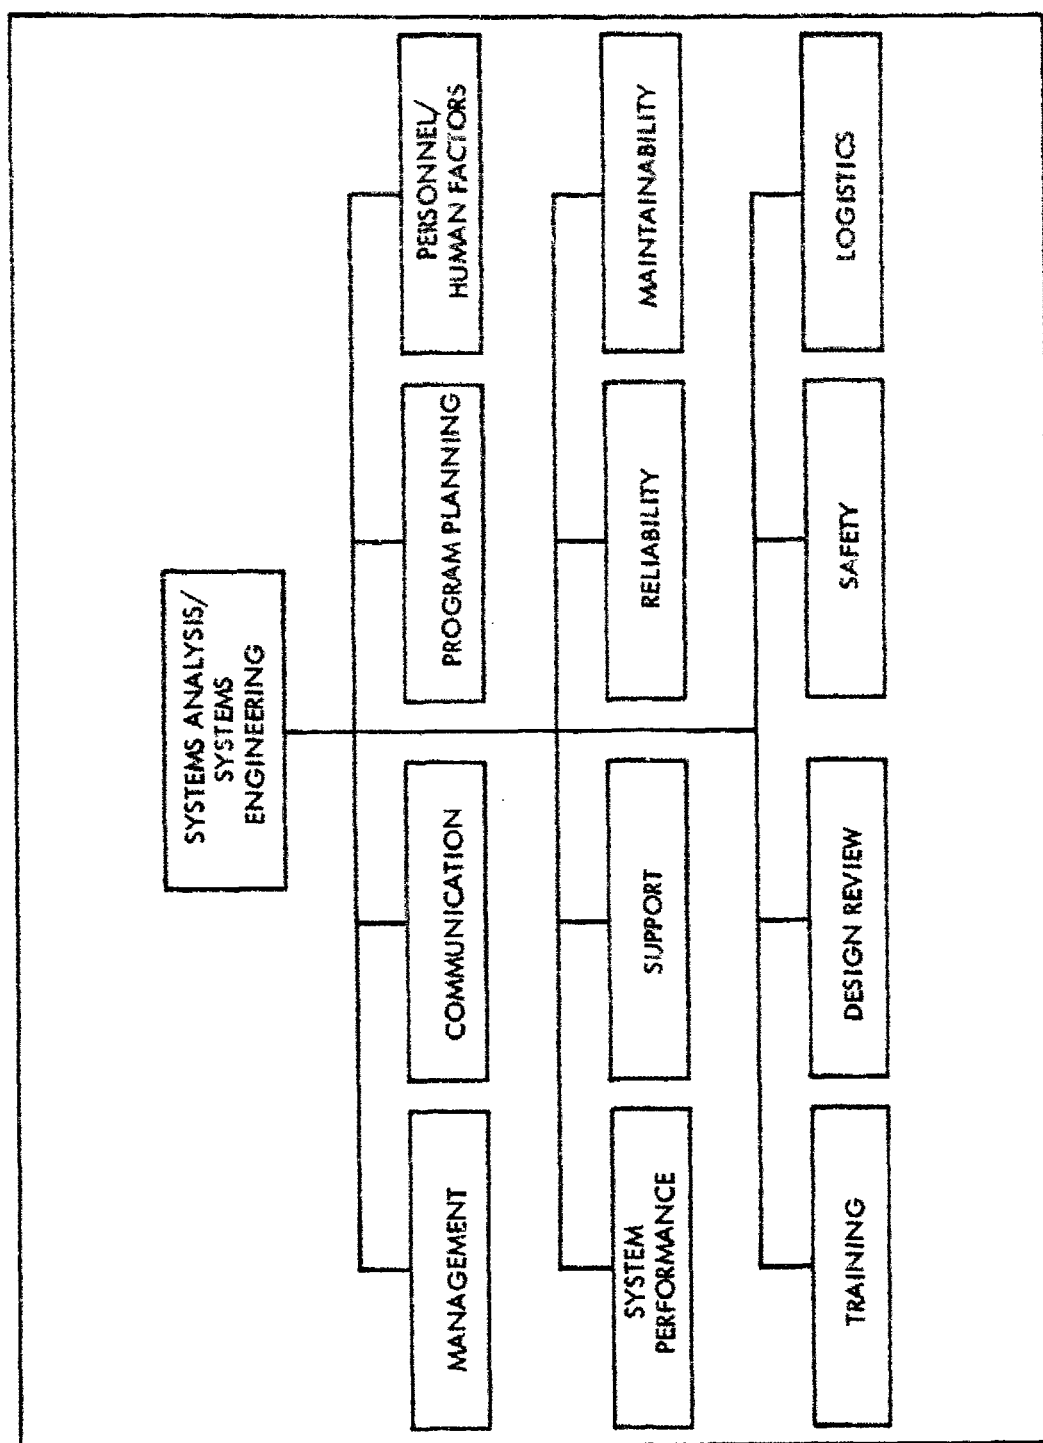 SYSTEMS ANALYSIS/
SYSTEMS
ENGINEERING
MANAGEMENT
COMMUNICATION
PROGRAM PLANNING
PERSONNEL/
HUMAN FACTORS
SYSTEM
PERFORMANCE
SUPPORT
RELIABILITY
MAINTAINABILITY
TRAINING
DESIGN REVIEW
SAFETY
LOGISTICS